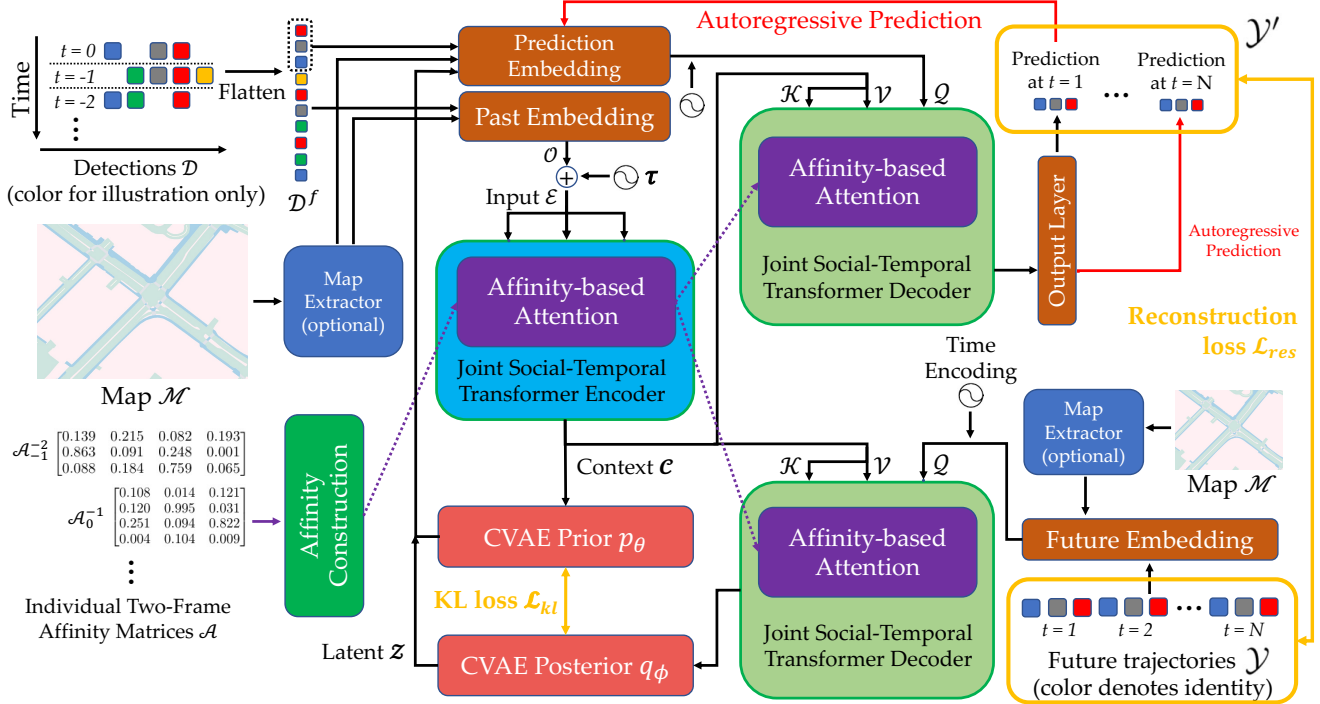 Time
t = 0
t = -1
t = -2
⋮
Detections 𝒟
(color for illustration only)
Flatten
𝒟^f
Map ℳ
Map
Extractor
(optional)
𝒜_{-1}^{-2}
[0.139 0.215 0.082 0.193]
[0.863 0.091 0.248 0.001]
[0.088 0.184 0.759 0.065]
𝒜_0^{-1}
[0.108 0.014 0.121]
[0.120 0.995 0.031]
[0.251 0.094 0.822]
[0.004 0.104 0.009]
⋮
Individual Two-Frame
Affinity Matrices 𝒜
Affinity
Construction
Prediction
Embedding
Past Embedding
𝒪
+
τ
Input ℰ
Affinity-based
Attention
Joint Social-Temporal
Transformer Encoder
Context 𝒞
CVAE Prior p_θ
KL loss ℒ_{kl}
Latent 𝒵
CVAE Posterior q_ϕ
Autoregressive Prediction
𝒦
𝒱
𝒬
Affinity-based
Attention
Joint Social-Temporal
Transformer Decoder
Output Layer
Prediction
at t = 1
...
Prediction
at t = N
𝒴′
Autoregressive
Prediction
Reconstruction
loss ℒ_{res}
Time
Encoding
𝒦
𝒱
𝒬
Affinity-based
Attention
Joint Social-Temporal
Transformer Decoder
Map
Extractor
(optional)
Map ℳ
Future Embedding
...
t = 1
t = 2
t = N
Future trajectories 𝒴
(color denotes identity)